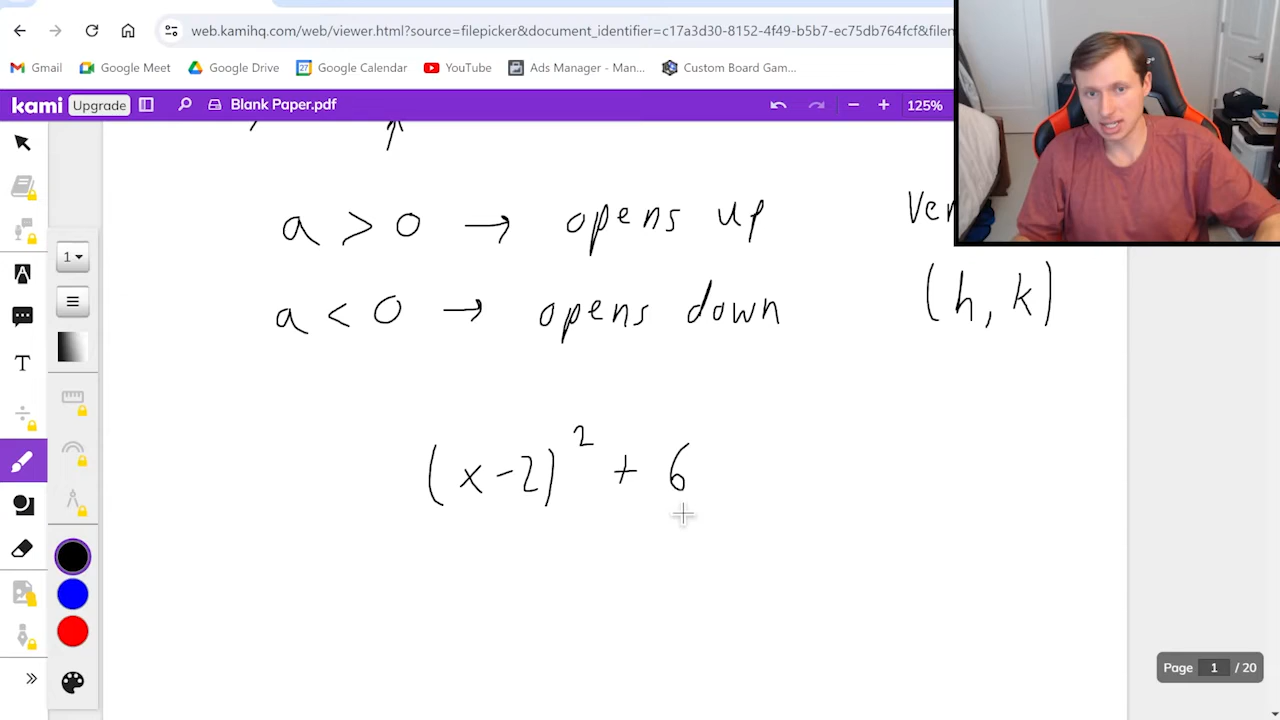 web.kamihq.com/web/viewer.html?source=filepicker&document_identifier=c17a3d30-8152-4f49-b5b7-ec75db764fcf&filen
Gmail Google Meet Google Drive 27 Google Calendar YouTube Ads Manager - Man... Custom Board Gam...
kami Upgrade Blank Paper.pdf 125%
a > 0 → opens up Ver
a < 0 → opens down (h, k)
(x-2)² + 6
1
A
T
Page 1 / 20